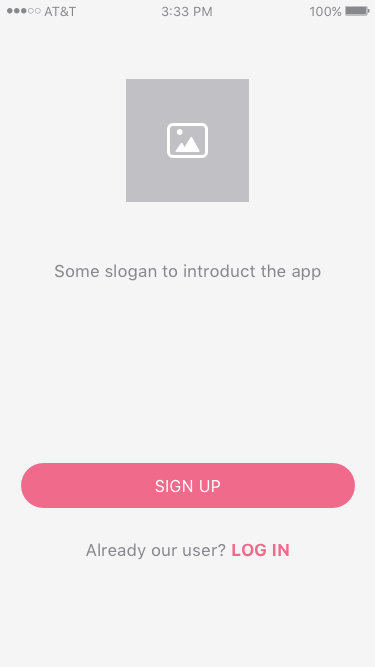 AT&T 3:33 PM 100%
Some slogan to introduct the app
SIGN UP
Already our user? LOG IN